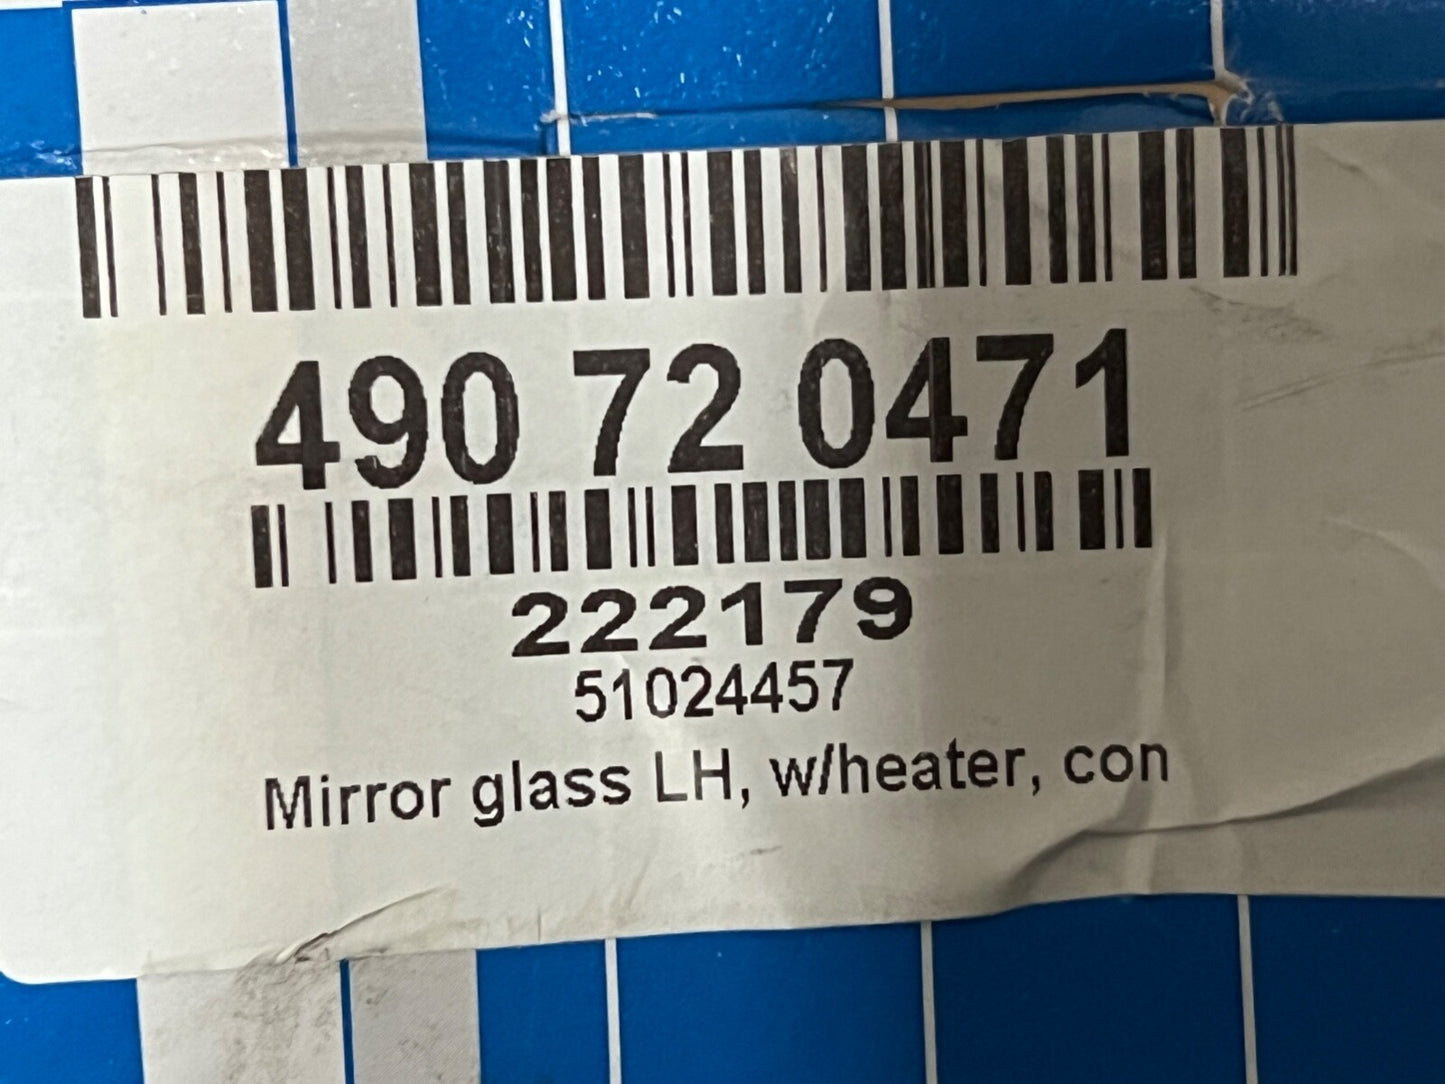 490 72 0471
222179
51024457
Mirror glass LH, w/heater, con